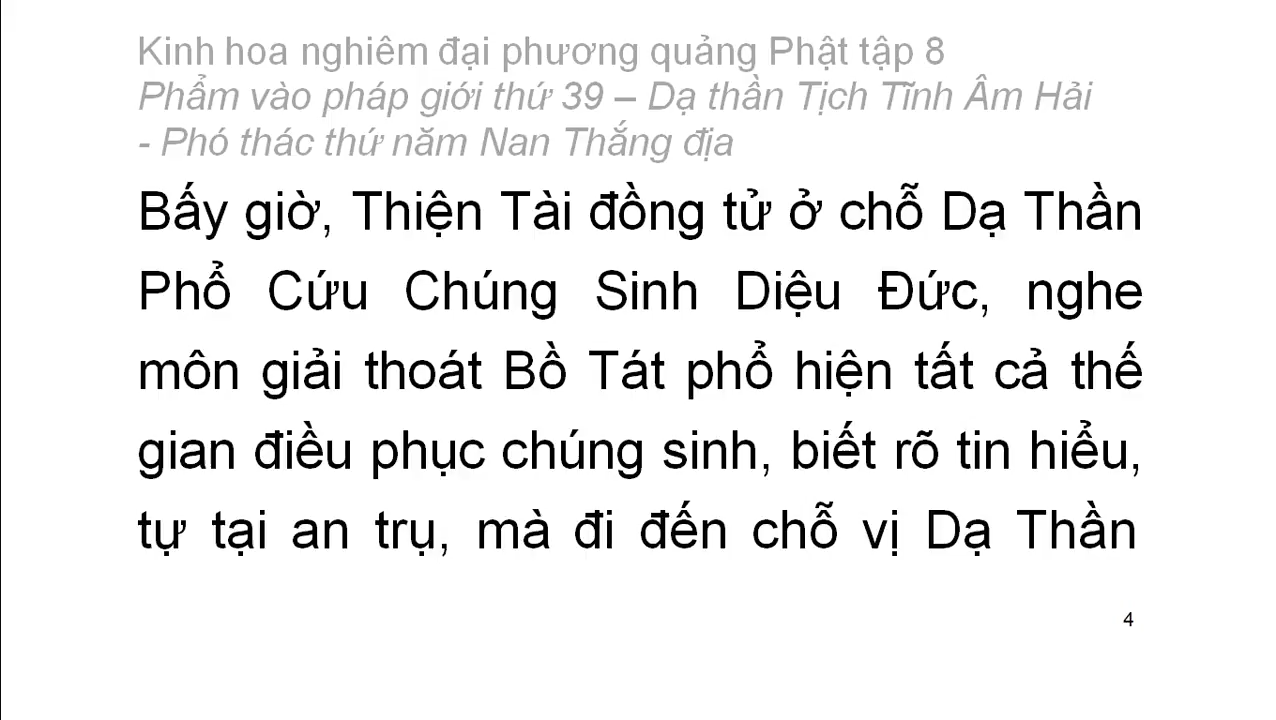 Kinh hoa nghiêm đại phương quảng Phật tập 8
Phẩm vào pháp giới thứ 39 – Dạ thần Tịch Tĩnh Âm Hải
- Phó thác thứ năm Nan Thắng địa
Bấy giờ, Thiện Tài đồng tử ở chỗ Dạ Thần
Phổ Cứu Chúng Sinh Diệu Đức, nghe
môn giải thoát Bồ Tát phổ hiện tất cả thế
gian điều phục chúng sinh, biết rõ tin hiểu,
tự tại an trụ, mà đi đến chỗ vị Dạ Thần
4